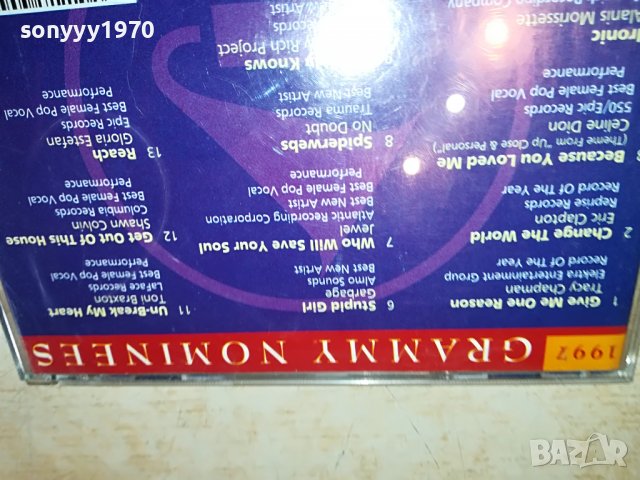 sonyyy1970
1997
GRAMMY NOMINEES
1 Give Me One Reason
Tracy Chapman
Elektra Entertainment Group
Record Of The Year
2 Change The World
Eric Clapton
Reprise Records
Record Of The Year
Because You Loved Me
(Theme From "Up Close & Personal")
Celine Dion
550/Epic Records
Best Female Pop Vocal
Performance
Ironic
Alanis Morissette
6 Stupid Girl
Garbage
Almo Sounds
Best New Artist
7 Who Will Save Your Soul
Jewel
Atlantic Recording Corporation
Best New Artist
Best Female Pop Vocal
Performance
8 Spiderwebs
No Doubt
Trauma Records
Best New Artist
Knows
Rich Project
New Artist
Records
11 Un-Break My Heart
Toni Braxton
LaFace Records
Best Female Pop Vocal
Performance
12 Get Out Of This House
Shawn Colvin
Columbia Records
Best Female Pop Vocal
Performance
13 Reach
Gloria Estefan
Epic Records
Best Female Pop Vocal
Performance
BAZAR